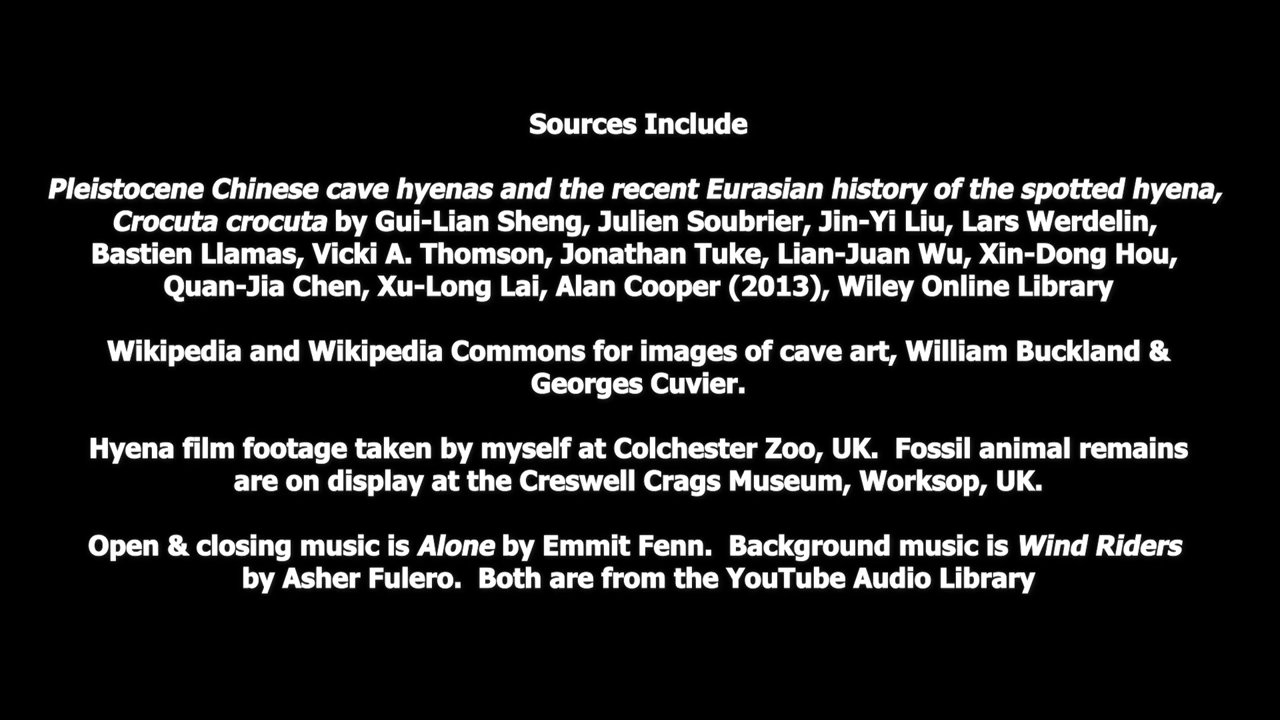 Sources Include
Pleistocene Chinese cave hyenas and the recent Eurasian history of the spotted hyena,
Crocuta crocuta by Gui-Lian Sheng, Julien Soubrier, Jin-Yi Liu, Lars Werdelin,
Bastien Llamas, Vicki A. Thomson, Jonathan Tuke, Lian-Juan Wu, Xin-Dong Hou,
Quan-Jia Chen, Xu-Long Lai, Alan Cooper (2013), Wiley Online Library
Wikipedia and Wikipedia Commons for images of cave art, William Buckland &
Georges Cuvier.
Hyena film footage taken by myself at Colchester Zoo, UK.  Fossil animal remains
are on display at the Creswell Crags Museum, Worksop, UK.
Open & closing music is Alone by Emmit Fenn.  Background music is Wind Riders
by Asher Fulero.  Both are from the YouTube Audio Library